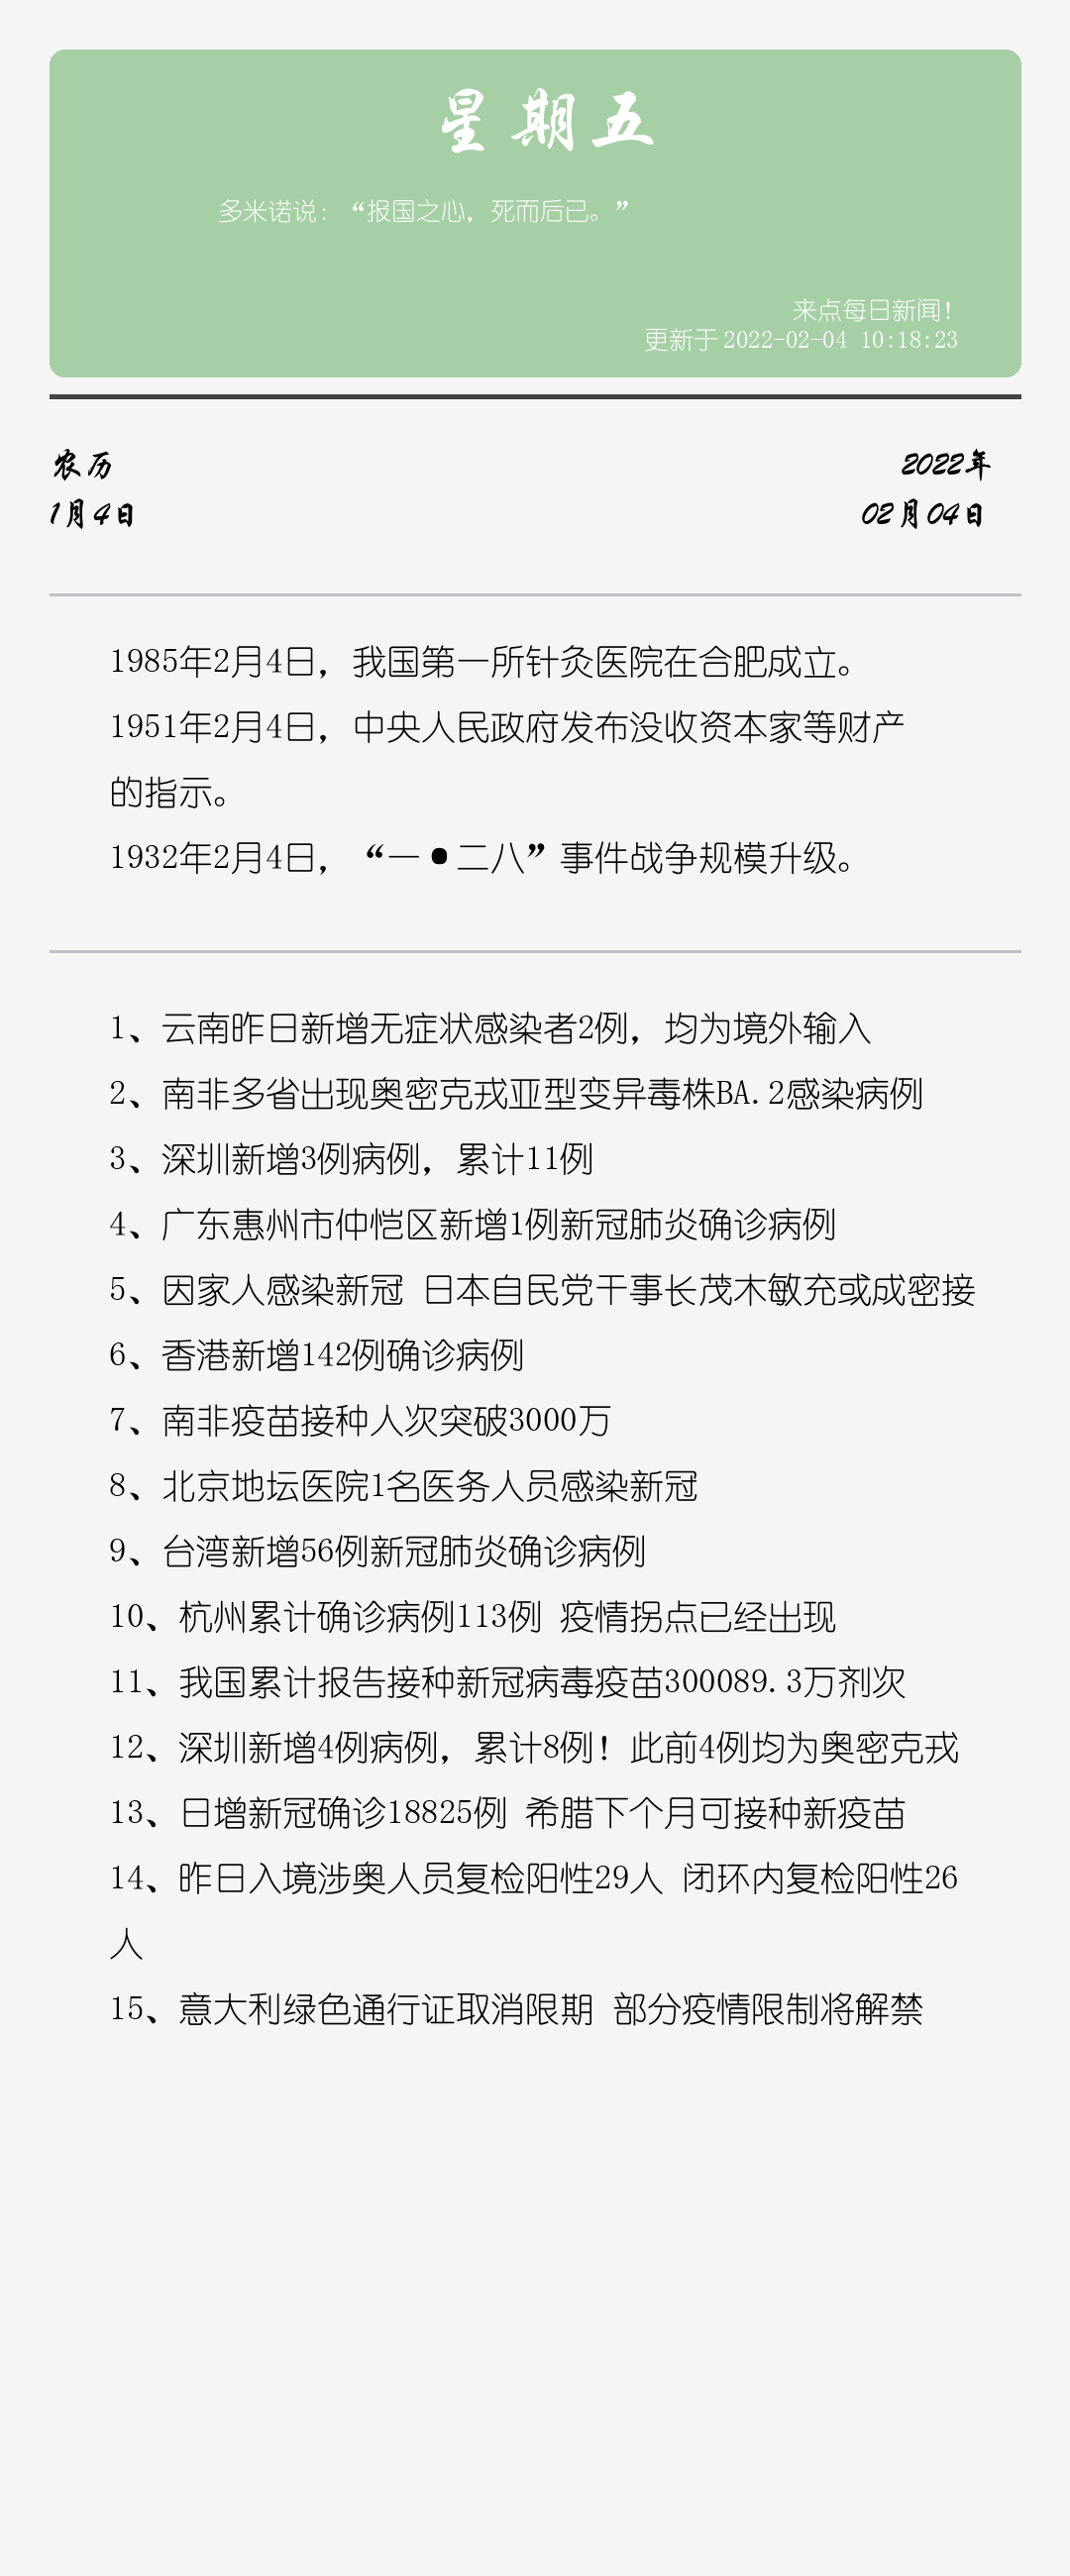 星期五
多米诺说：“报国之心，死而后已。”
来点每日新闻！
更新于 2022-02-04 10:18:23
农历
2022年
1月4日
02月04日
1985年2月4日，我国第一所针灸医院在合肥成立。
1951年2月4日，中央人民政府发布没收资本家等财产
的指示。
1932年2月4日，“一•二八”事件战争规模升级。
1、云南昨日新增无症状感染者2例，均为境外输入
2、南非多省出现奥密克戎亚型变异毒株BA.2感染病例
3、深圳新增3例病例，累计11例
4、广东惠州市仲恺区新增1例新冠肺炎确诊病例
5、因家人感染新冠 日本自民党干事长茂木敏充或成密接
6、香港新增142例确诊病例
7、南非疫苗接种人次突破3000万
8、北京地坛医院1名医务人员感染新冠
9、台湾新增56例新冠肺炎确诊病例
10、杭州累计确诊病例113例 疫情拐点已经出现
11、我国累计报告接种新冠病毒疫苗300089.3万剂次
12、深圳新增4例病例，累计8例！此前4例均为奥密克戎
13、日增新冠确诊18825例 希腊下个月可接种新疫苗
14、昨日入境涉奥人员复检阳性29人 闭环内复检阳性26
人
15、意大利绿色通行证取消限期 部分疫情限制将解禁